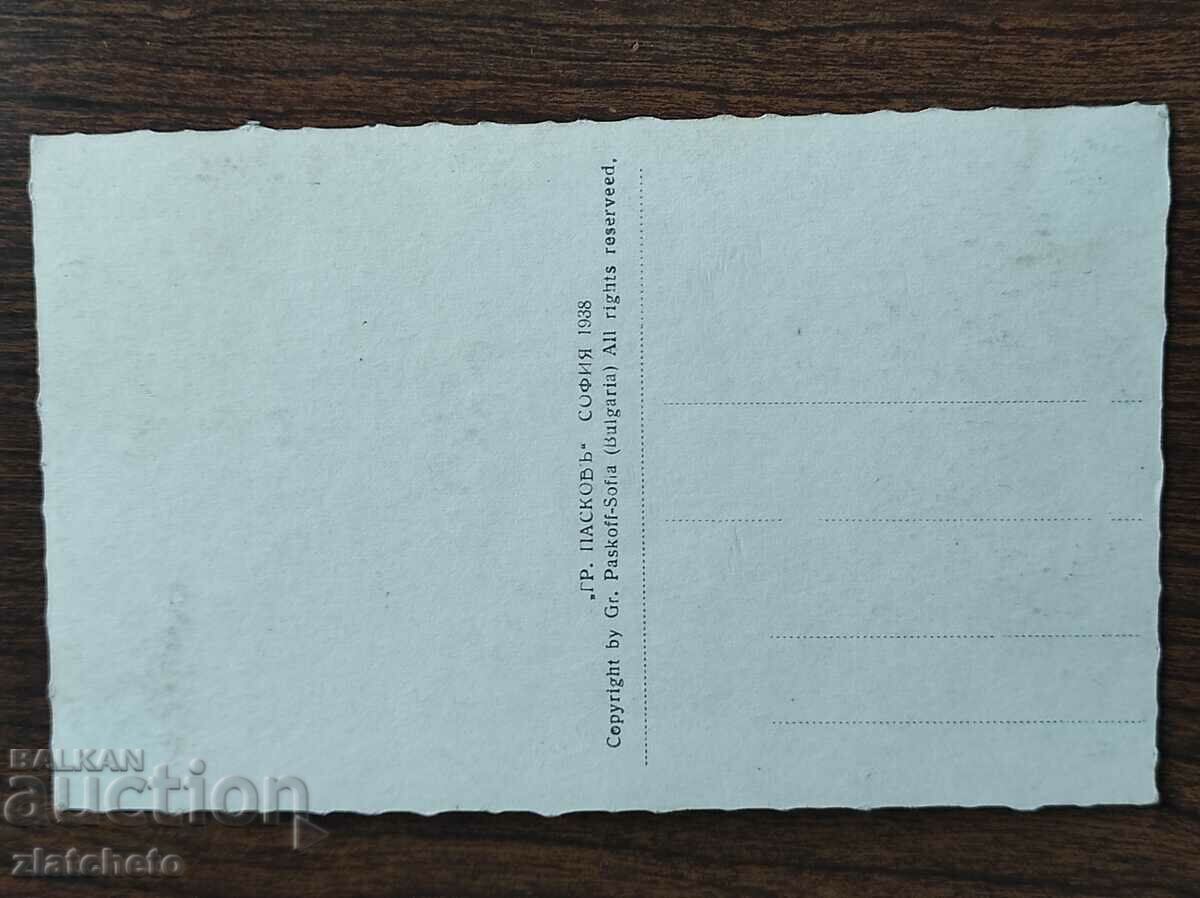 „ГР. ПАСКОВЪ“ СОФИЯ 1938
Copyright by Gr. Paskoff-Sofia (Bulgaria) All rights reserveed,
BALKAN
auction
zlatcheto